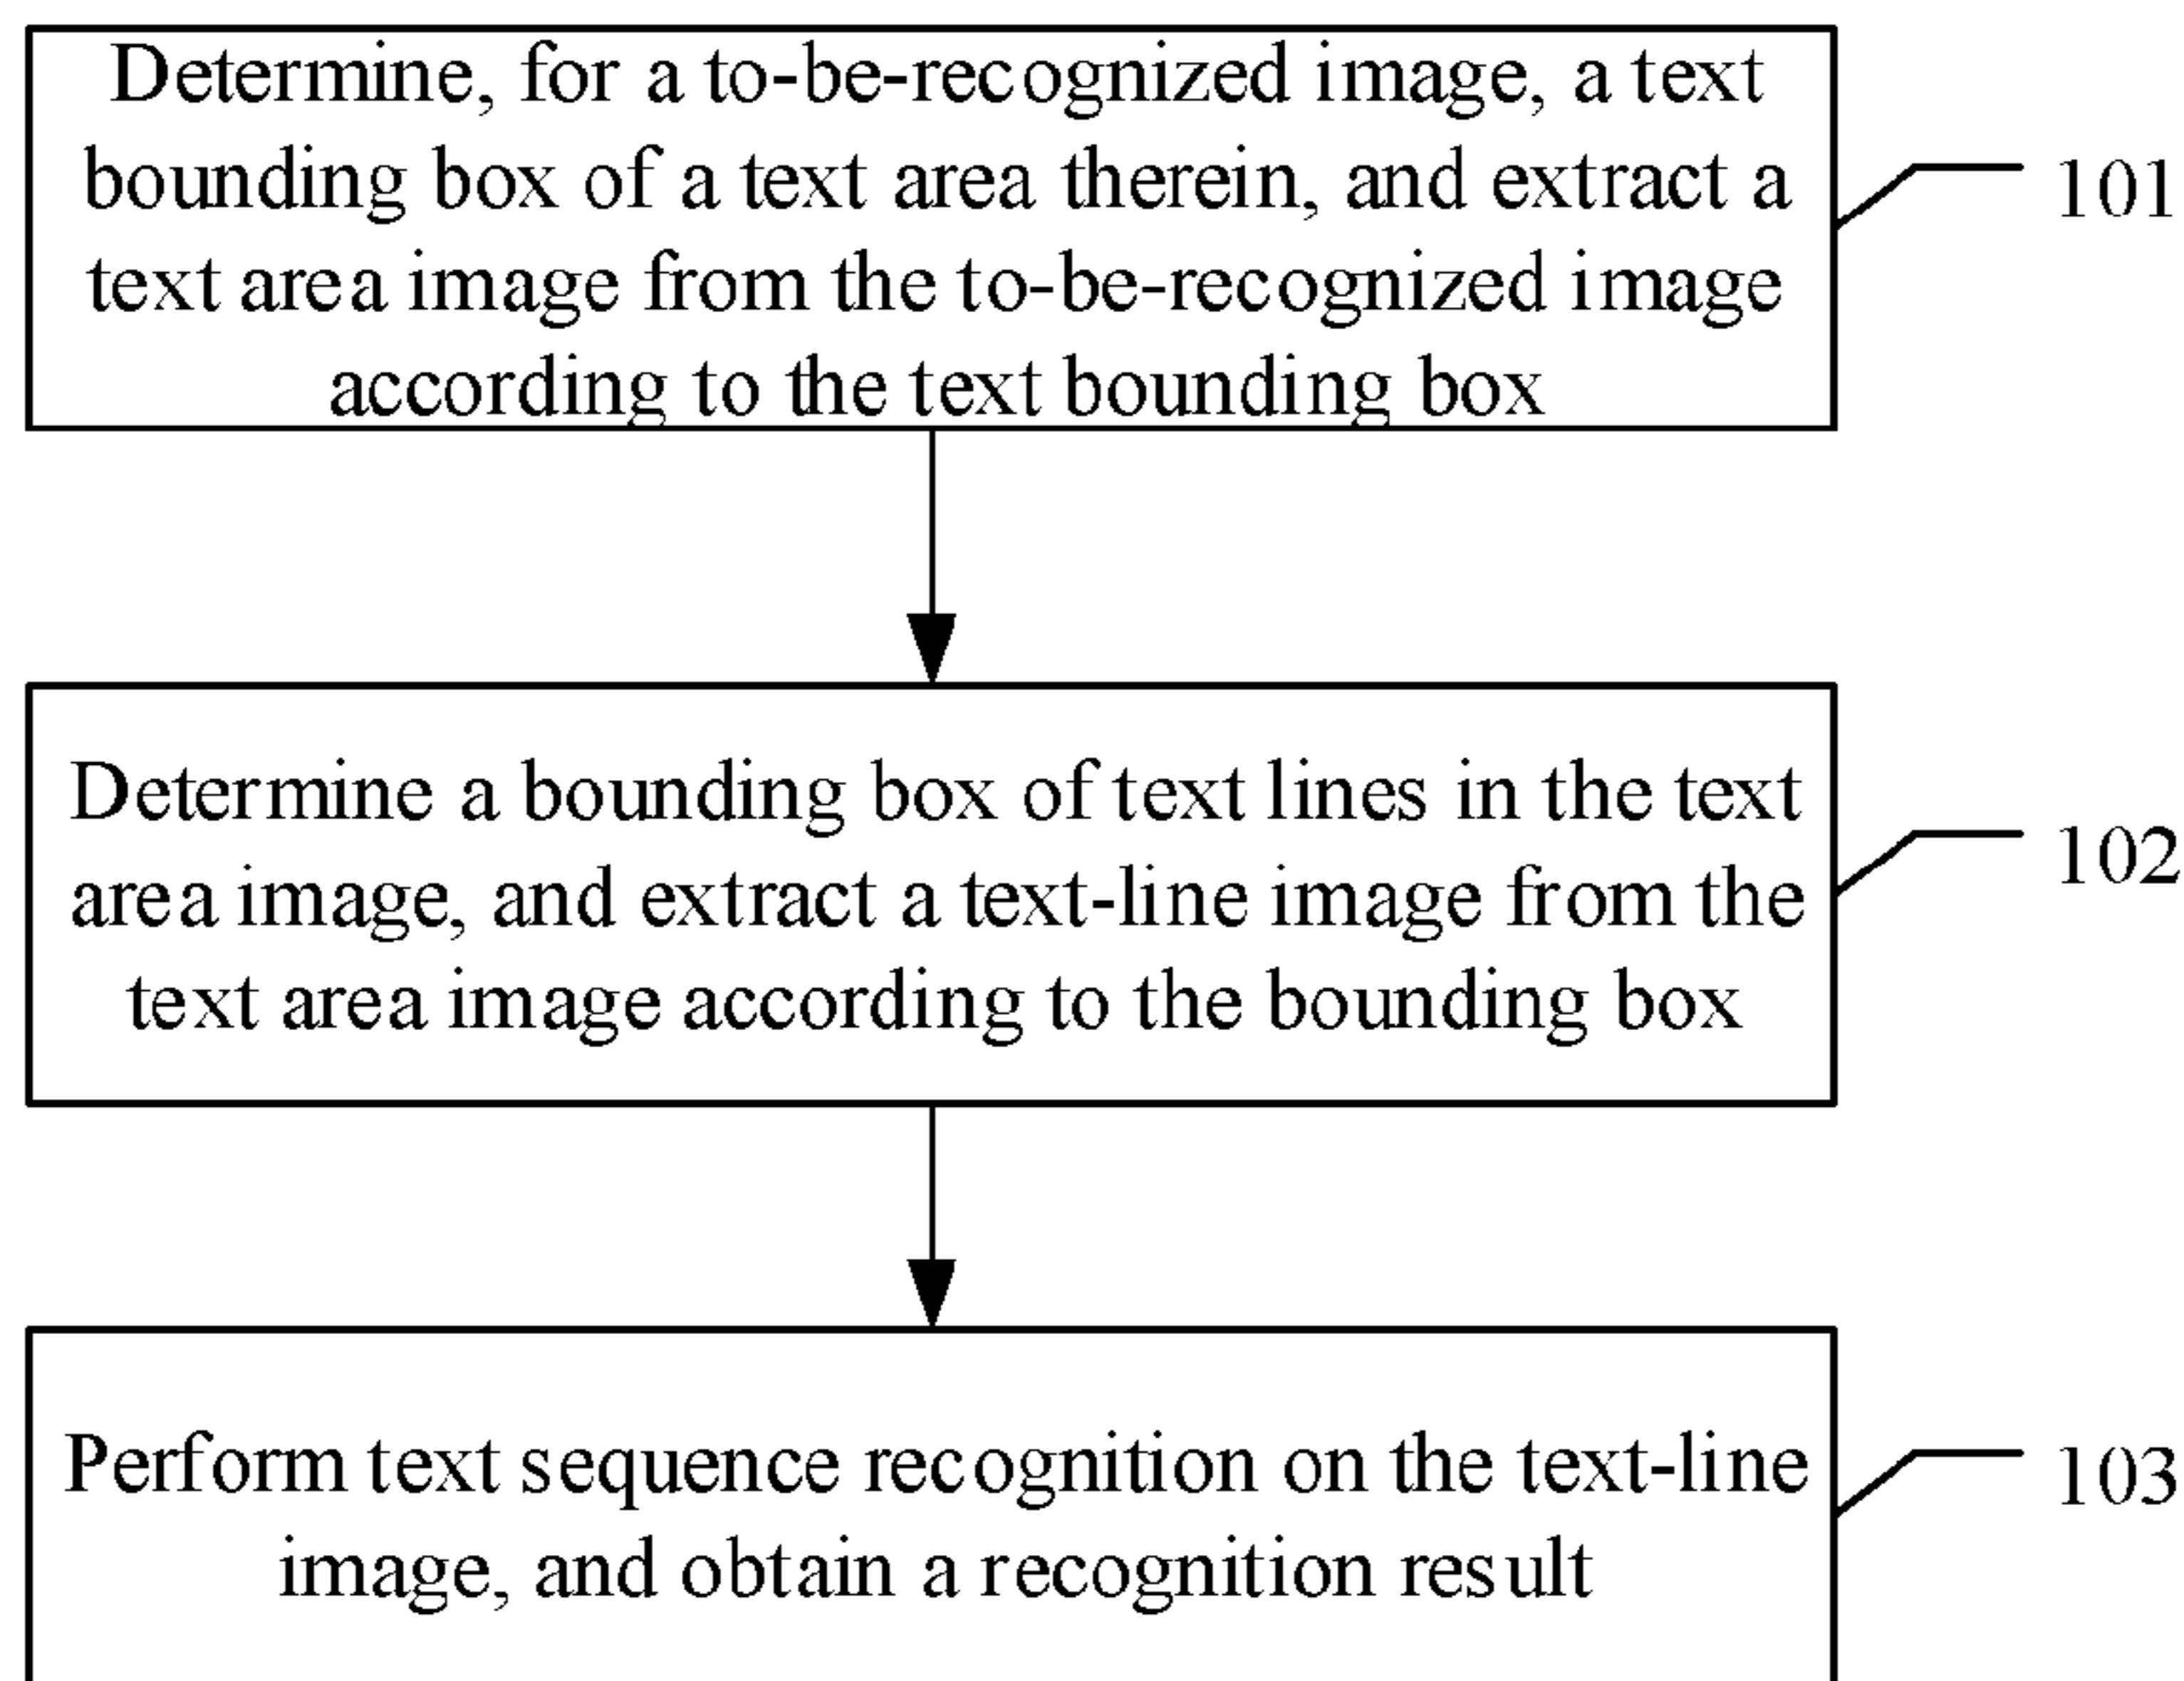 Determine, for a to-be-recognized image, a text
bounding box of a text area therein, and extract a
text area image from the to-be-recognized image
according to the text bounding box
101
Determine a bounding box of text lines in the text
area image, and extract a text-line image from the
text area image according to the bounding box
102
Perform text sequence recognition on the text-line
image, and obtain a recognition result
103